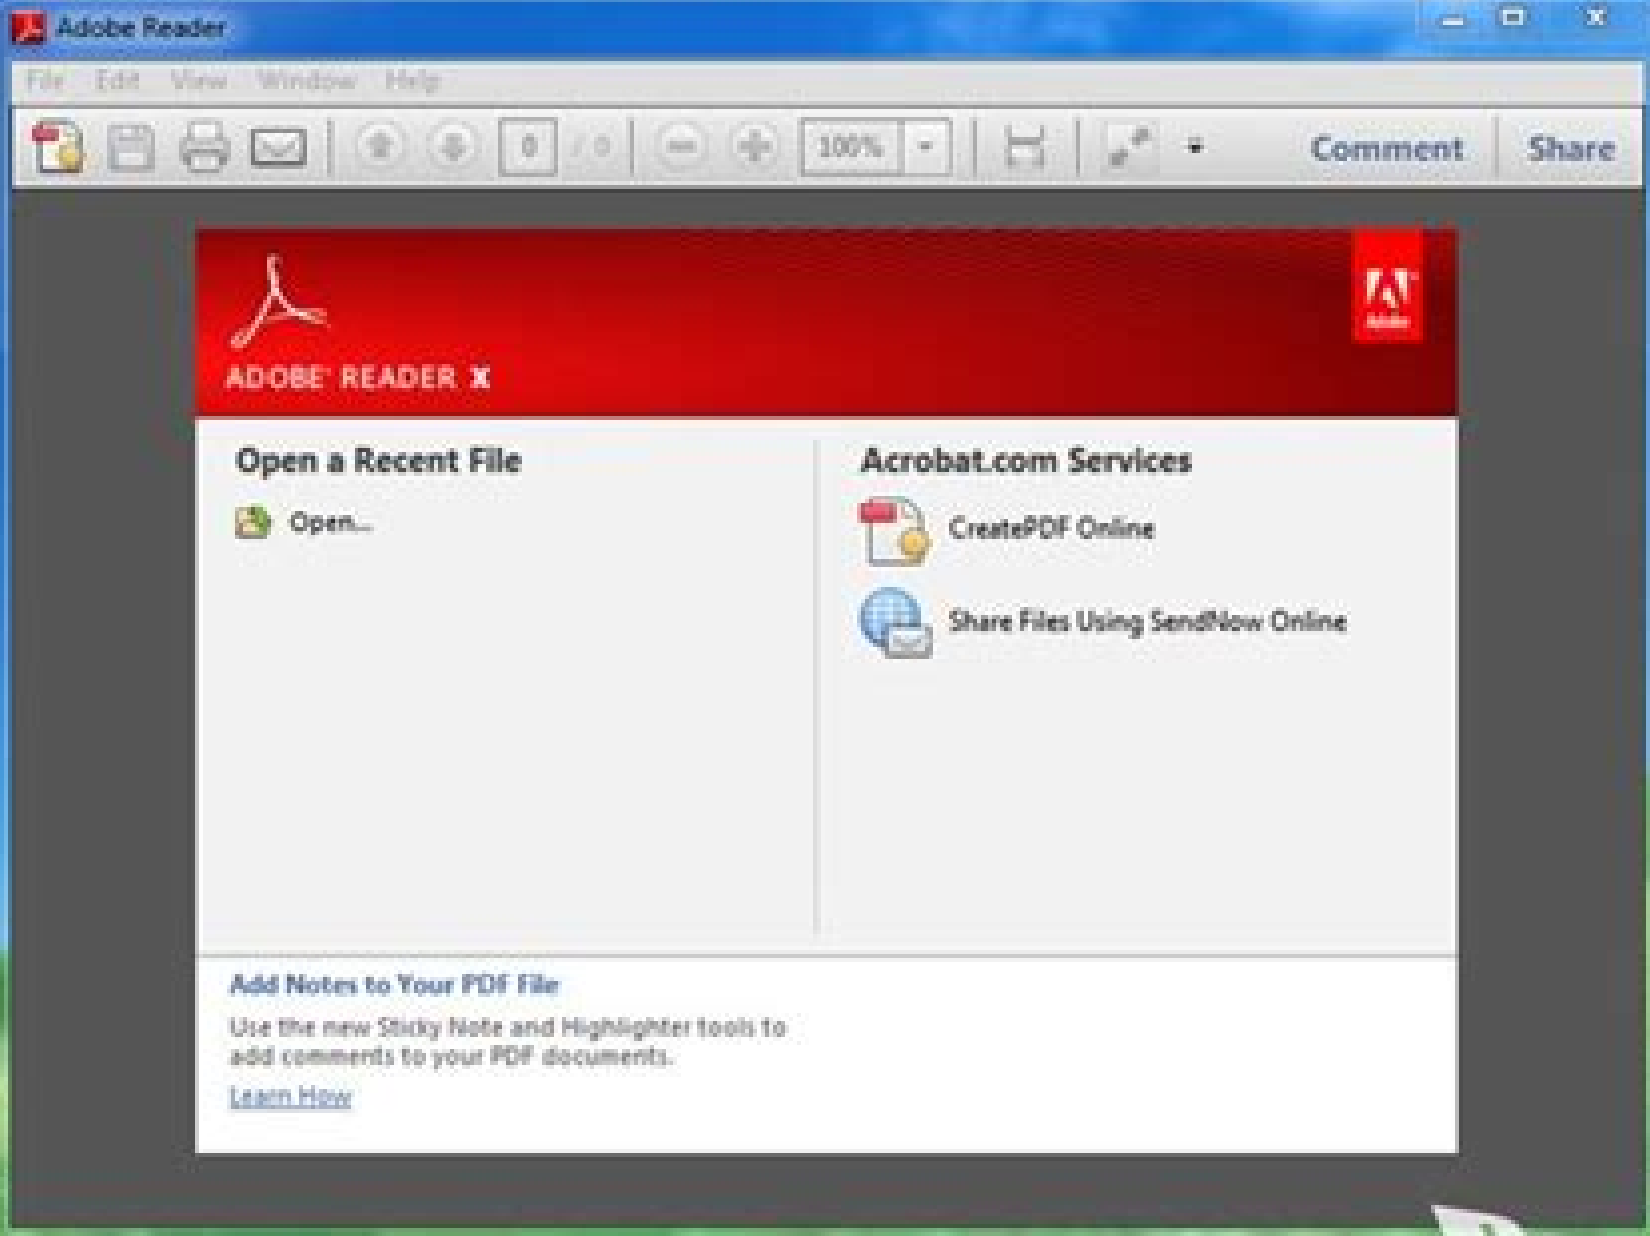 Adobe Reader
File Edit View Window Help
0 / 0 100% Comment Share
Adobe
ADOBE® READER X
Open a Recent File
Open...
Acrobat.com Services
CreatePDF Online
Share Files Using SendNow Online
Add Notes to Your PDF File
Use the new Sticky Note and Highlighter tools to
add comments to your PDF documents.
Learn How